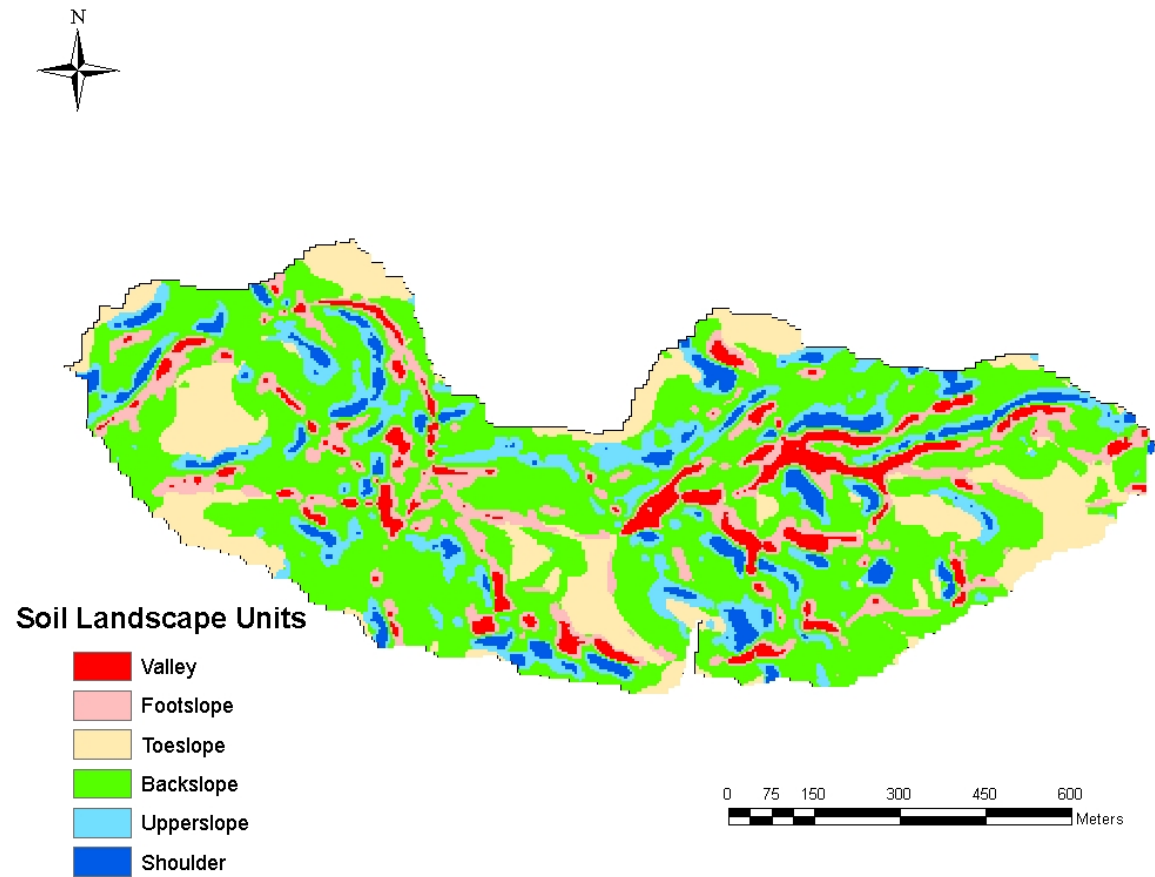 N
Soil Landscape Units
Valley
Footslope
Toeslope
Backslope
Upperslope
Shoulder
0 75 150 300 450 600
Meters